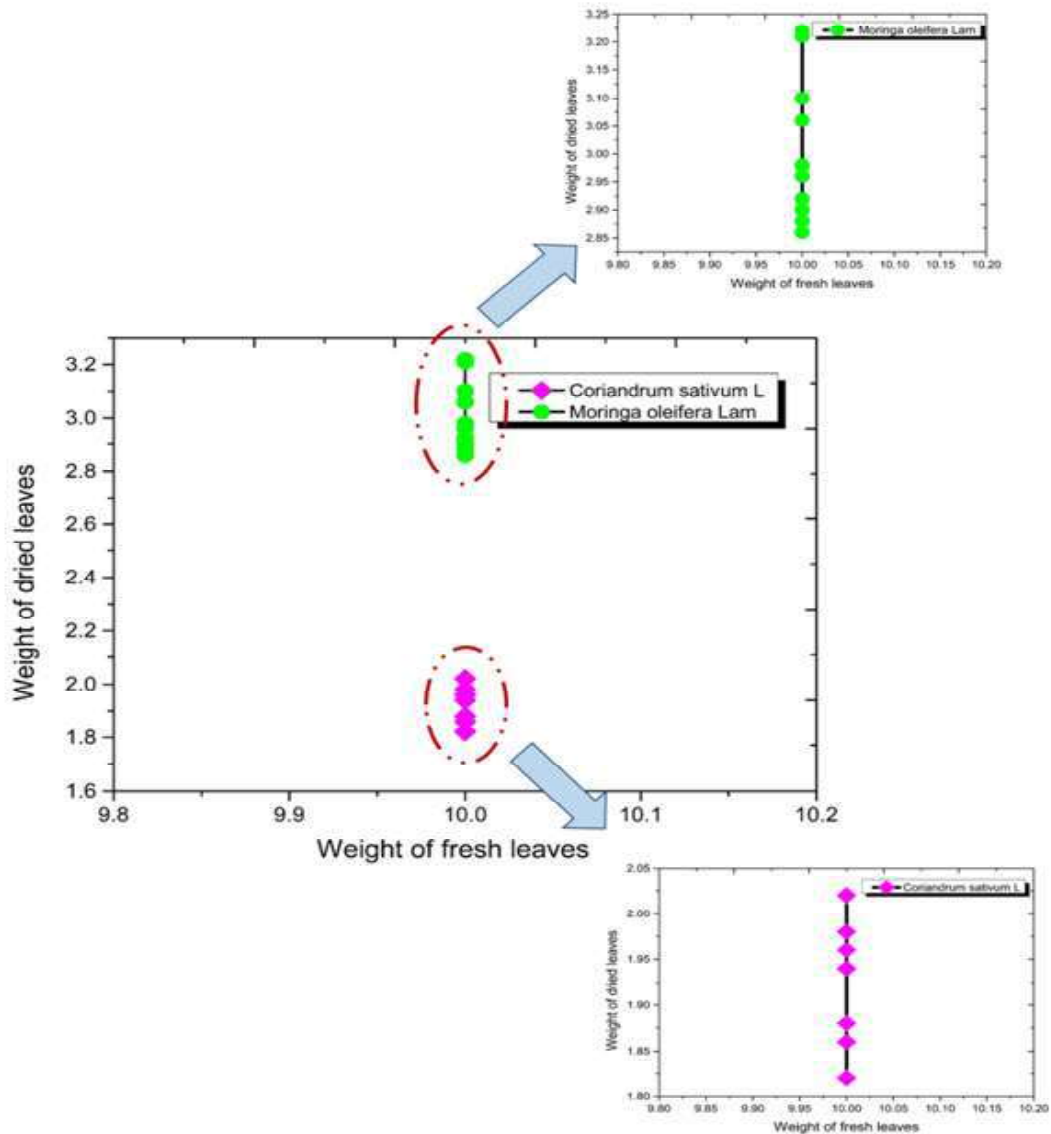 3.25
3.20
3.15
3.10
3.05
3.00
2.95
2.90
2.85
Weight of dried leaves
Moringa oleifera Lam
9.80 9.85 9.90 9.95 10.00 10.05 10.10 10.15 10.20
Weight of fresh leaves
3.2
3.0
2.8
2.6
2.4
2.2
2.0
1.8
1.6
Weight of dried leaves
Coriandrum sativum L
Moringa oleifera Lam
9.8 9.9 10.0 10.1 10.2
Weight of fresh leaves
2.05
2.00
1.95
1.90
1.85
1.80
Weight of dried leaves
Coriandrum sativum L
9.80 9.85 9.90 9.95 10.00 10.05 10.10 10.15 10.20
Weight of fresh leaves